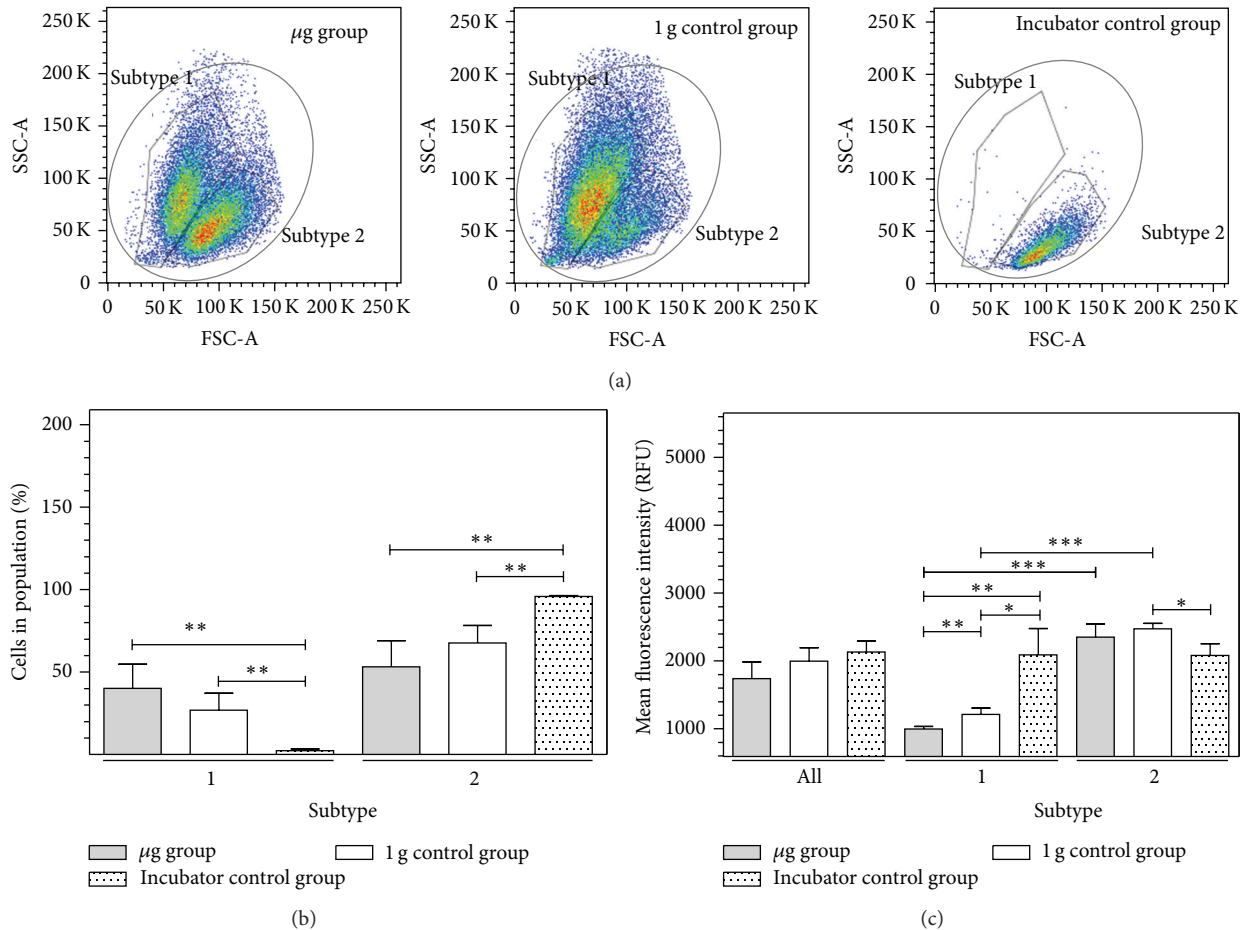 250 K
200 K
150 K
100 K
50 K
0
SSC-A
μg group
Subtype 1
Subtype 2
0 50 K 100 K 150 K 200 K 250 K
FSC-A
250 K
200 K
150 K
100 K
50 K
0
SSC-A
1 g control group
Subtype 1
Subtype 2
0 50 K 100 K 150 K 200 K 250 K
FSC-A
250 K
200 K
150 K
100 K
50 K
0
SSC-A
Incubator control group
Subtype 1
Subtype 2
0 50 K 100 K 150 K 200 K 250 K
FSC-A
(a)
200
150
100
50
Cells in population (%)
**
**
**
**
1 2
Subtype
μg group
1 g control group
Incubator control group
(b)
5000
4000
3000
2000
1000
Mean fluorescence intensity (RFU)
***
***
**
*
**
*
All 1 2
Subtype
μg group
1 g control group
Incubator control group
(c)